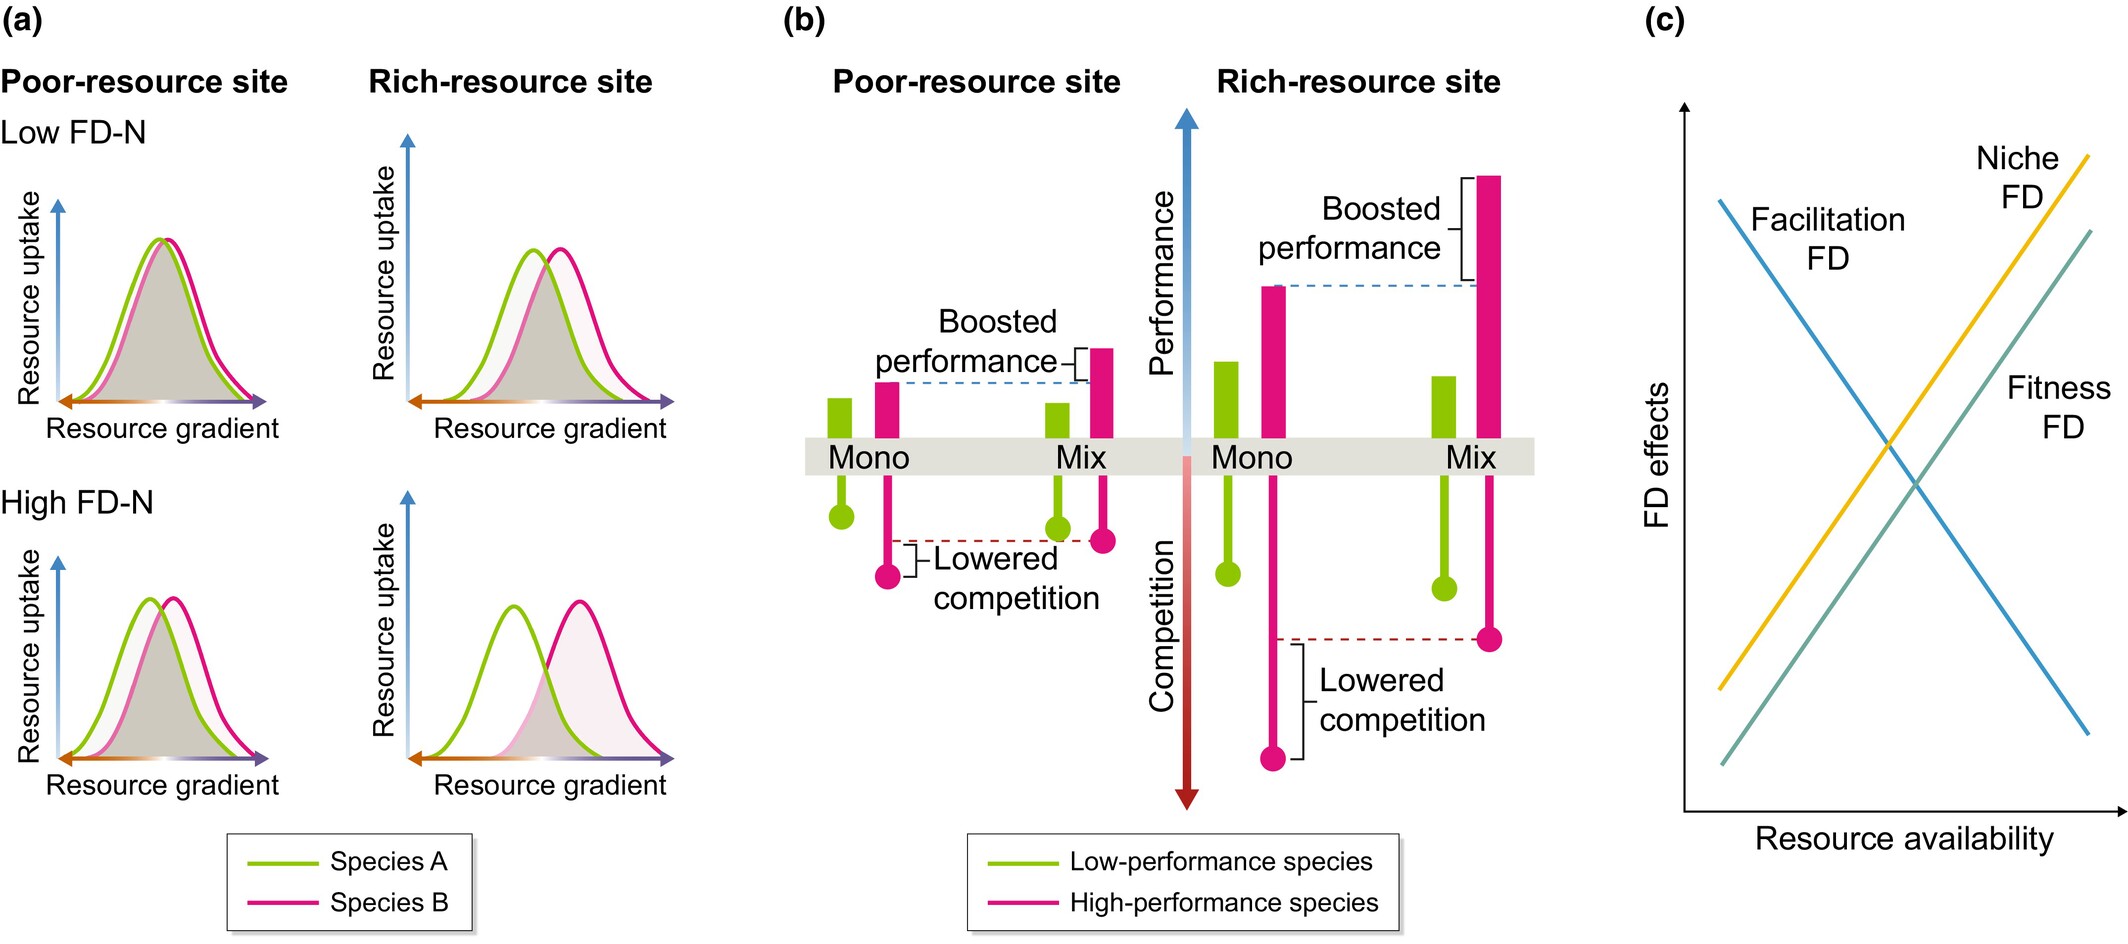 (a)
Poor-resource site
Rich-resource site
Low FD-N
Resource uptake
Resource gradient
Resource uptake
Resource gradient
High FD-N
Resource uptake
Resource gradient
Resource uptake
Resource gradient
Species A
Species B
(b)
Poor-resource site
Rich-resource site
Performance
Competition
Boosted
performance
Boosted
performance
Mono
Mix
Mono
Mix
Lowered
competition
Lowered
competition
Low-performance species
High-performance species
(c)
FD effects
Niche
FD
Facilitation
FD
Fitness
FD
Resource availability